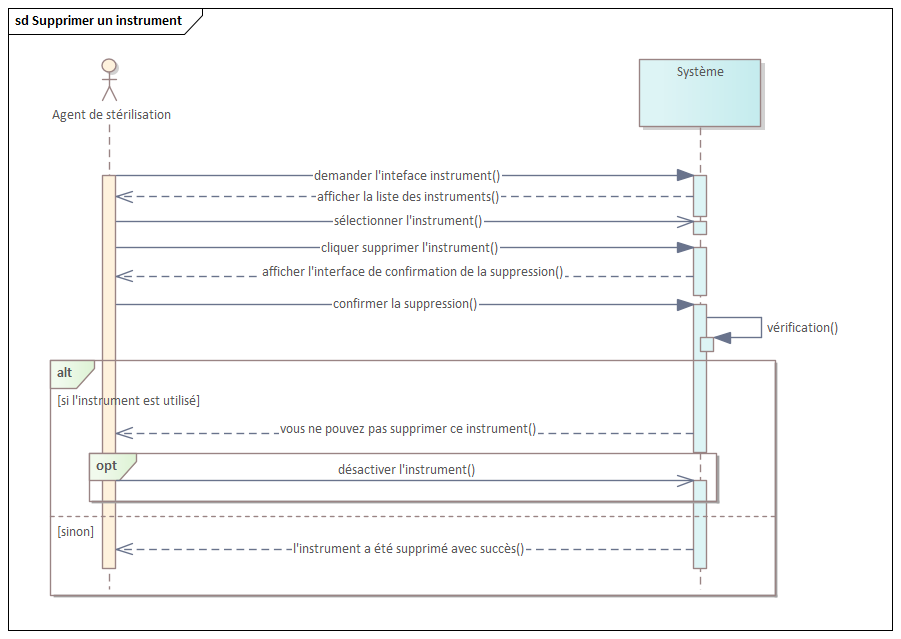 sd Supprimer un instrument
Système
Agent de stérilisation
demander l'inteface instrument()
afficher la liste des instruments()
sélectionner l'instrument()
cliquer supprimer l'instrument()
afficher l'interface de confirmation de la suppression()
confirmer la suppression()
vérification()
alt
[si l'instrument est utilisé]
vous ne pouvez pas supprimer ce instrument()
opt
désactiver l'instrument()
[sinon]
l'instrument a été supprimé avec succès()